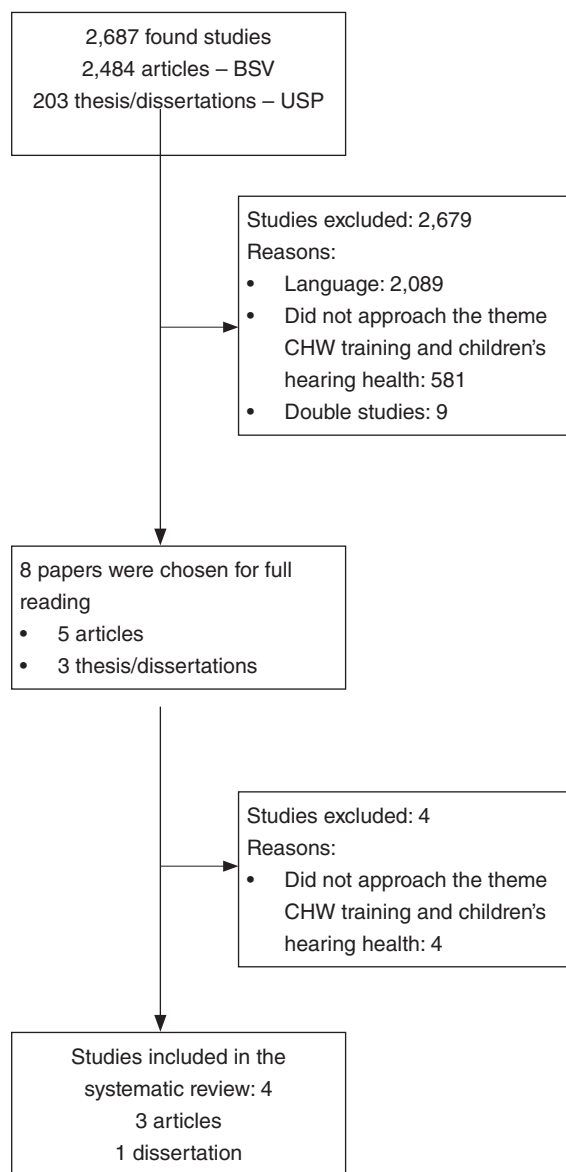 2,687 found studies
2,484 articles – BSV
203 thesis/dissertations – USP
Studies excluded: 2,679
Reasons:
• Language: 2,089
• Did not approach the theme
CHW training and children’s
hearing health: 581
• Double studies: 9
8 papers were chosen for full
reading
• 5 articles
• 3 thesis/dissertations
Studies excluded: 4
Reasons:
• Did not approach the theme
CHW training and children’s
hearing health: 4
Studies included in the
systematic review: 4
3 articles
1 dissertation